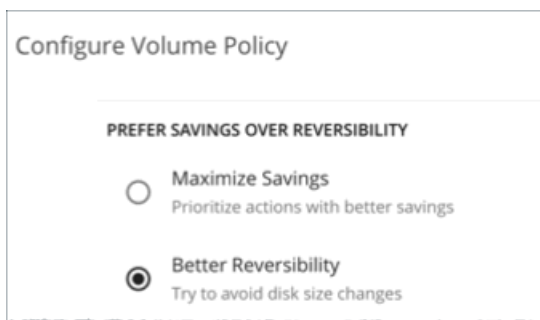 Configure Volume Policy
PREFER SAVINGS OVER REVERSIBILITY
Maximize Savings
Prioritize actions with better savings
Better Reversibility
Try to avoid disk size changes